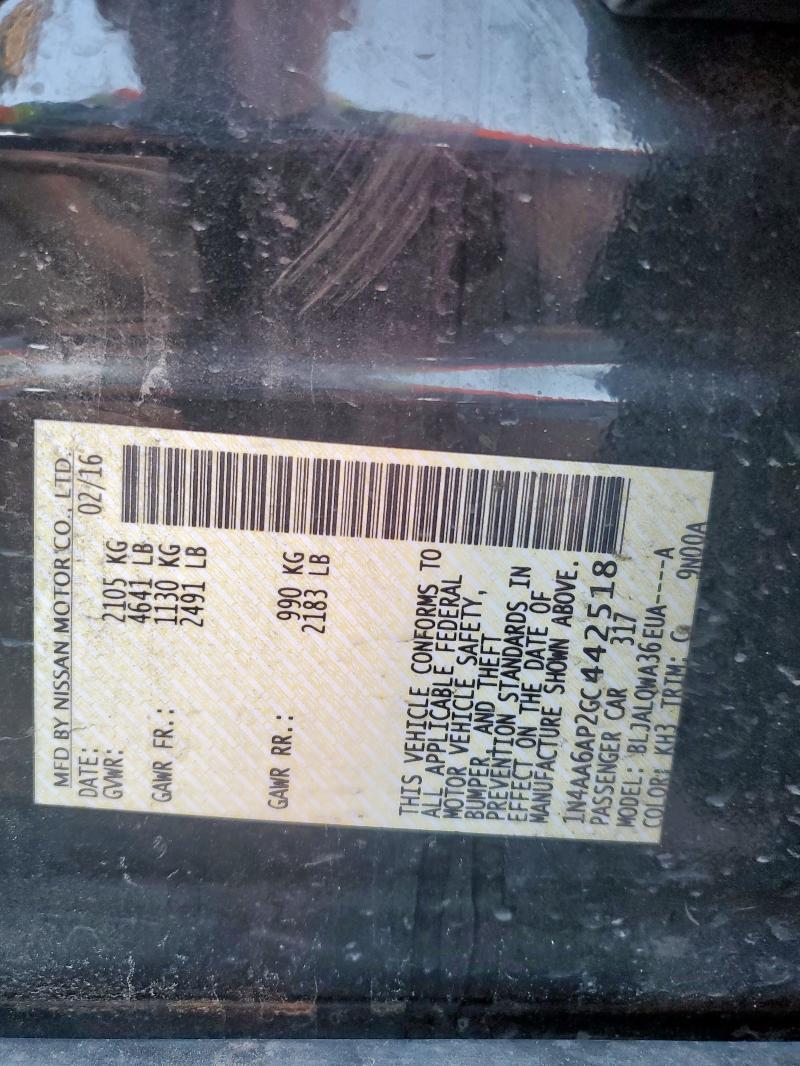 MFD BY NISSAN MOTOR CO., LTD.
DATE: 02/16
GVWR: 2105 KG
4641 LB
GAWR FR.: 1130 KG
2491 LB
GAWR RR.: 990 KG
2183 LB
THIS VEHICLE CONFORMS TO
ALL APPLICABLE FEDERAL
MOTOR VEHICLE SAFETY,
BUMPER AND THEFT
PREVENTION STANDARDS IN
EFFECT ON THE DATE OF
MANUFACTURE SHOWN ABOVE.
1N4AA6AP2GC442518
PASSENGER CAR 317
MODEL: BLJALQWA36EUA----A
COLOR: KH3 TRIM: G 9N00A